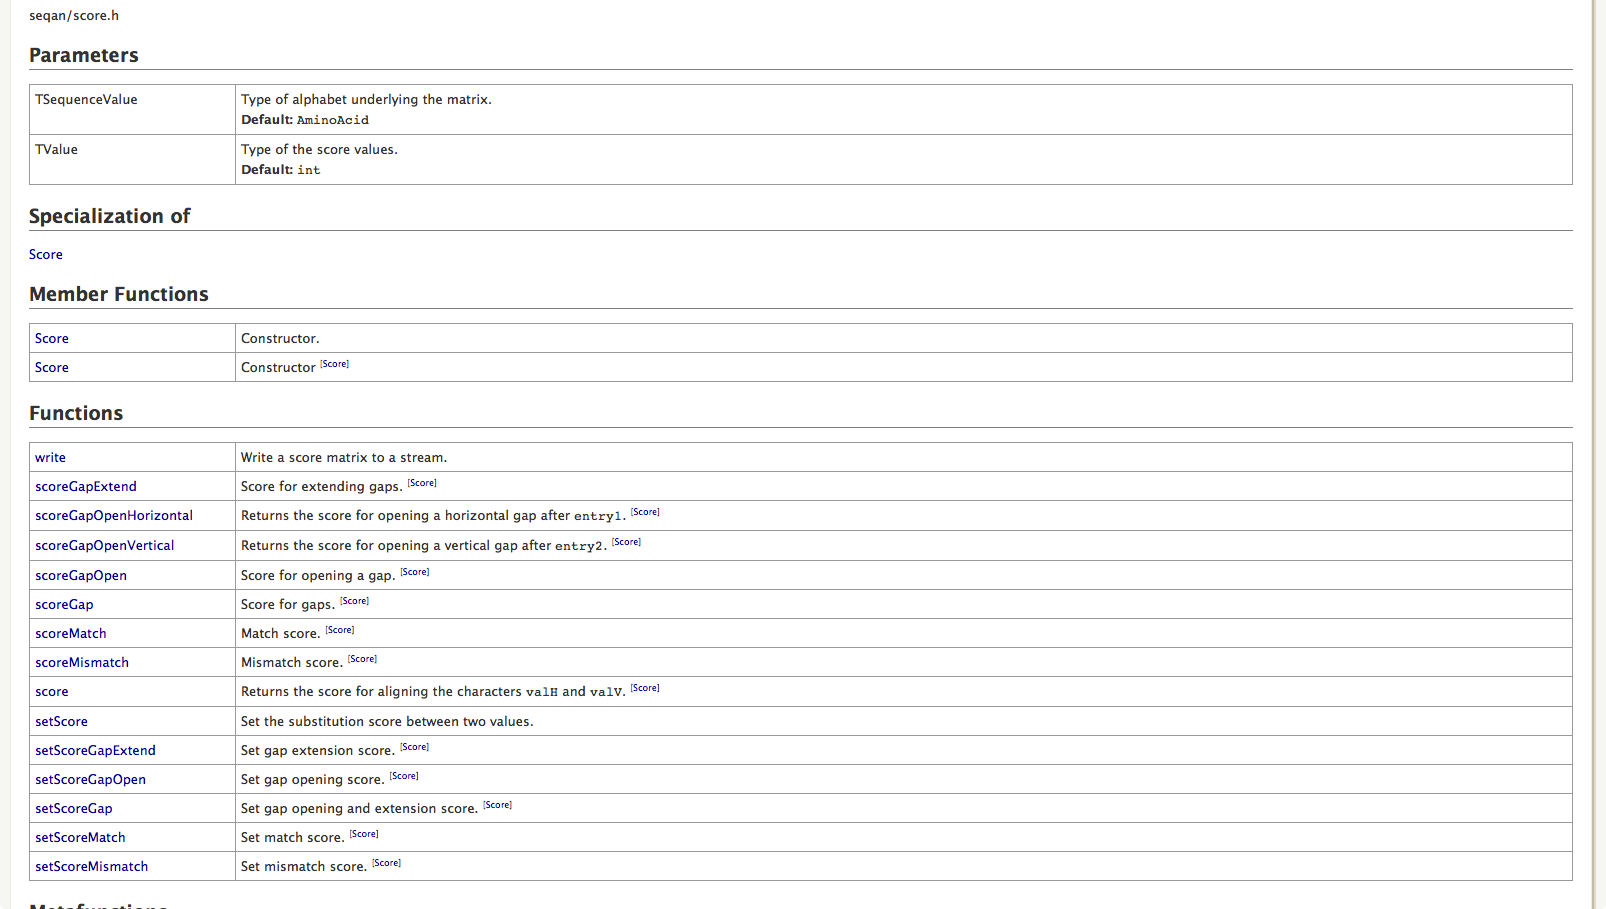 seqan/score.h
Parameters
TSequenceValue Type of alphabet underlying the matrix.
Default: AminoAcid
TValue Type of the score values.
Default: int
Specialization of
Score
Member Functions
Score Constructor.
Score Constructor [Score]
Functions
write Write a score matrix to a stream.
scoreGapExtend Score for extending gaps. [Score]
scoreGapOpenHorizontal Returns the score for opening a horizontal gap after entry1. [Score]
scoreGapOpenVertical Returns the score for opening a vertical gap after entry2. [Score]
scoreGapOpen Score for opening a gap. [Score]
scoreGap Score for gaps. [Score]
scoreMatch Match score. [Score]
scoreMismatch Mismatch score. [Score]
score Returns the score for aligning the characters valH and valV. [Score]
setScore Set the substitution score between two values.
setScoreGapExtend Set gap extension score. [Score]
setScoreGapOpen Set gap opening score. [Score]
setScoreGap Set gap opening and extension score. [Score]
setScoreMatch Set match score. [Score]
setScoreMismatch Set mismatch score. [Score]
Metafunctions